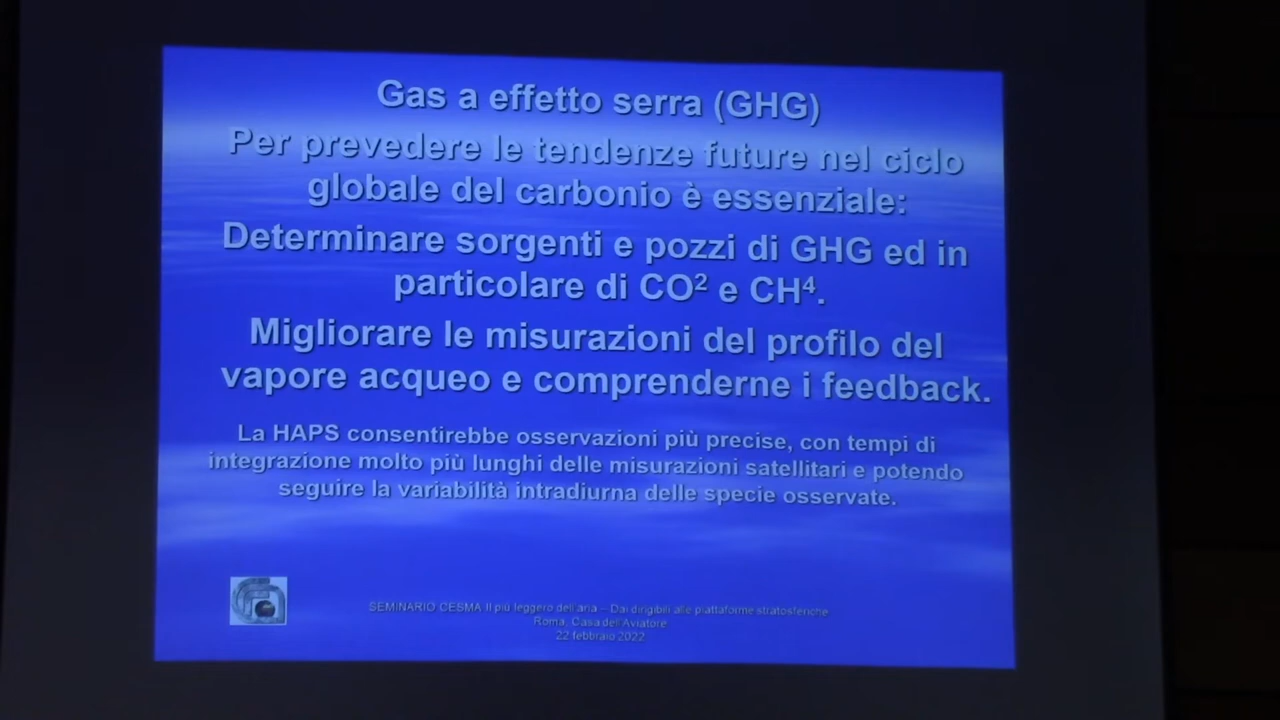 Gas a effetto serra (GHG)
Per prevedere le tendenze future nel ciclo
globale del carbonio è essenziale:
Determinare sorgenti e pozzi di GHG ed in
particolare di CO² e CH⁴.
Migliorare le misurazioni del profilo del
vapore acqueo e comprenderne i feedback.
La HAPS consentirebbe osservazioni più precise, con tempi di
integrazione molto più lunghi delle misurazioni satellitari e potendo
seguire la variabilità intradiurna delle specie osservate.
SEMINARIO CESMA Il più leggero dell'aria – Dai dirigibili alle piattaforme stratosferiche
Roma, Casa dell'Aviatore
22 febbraio 2022